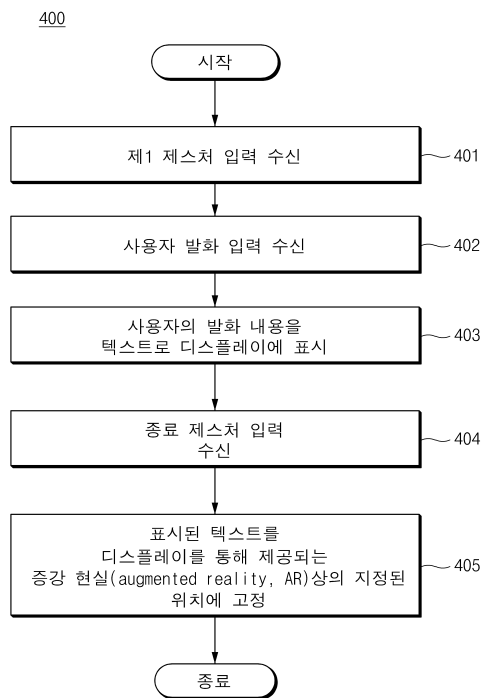 400
시작
제1 제스처 입력 수신
401
사용자 발화 입력 수신
402
사용자의 발화 내용을
텍스트로 디스플레이에 표시
403
종료 제스처 입력
수신
404
표시된 텍스트를
디스플레이를 통해 제공되는
증강 현실(augmented reality, AR)상의 지정된
위치에 고정
405
종료